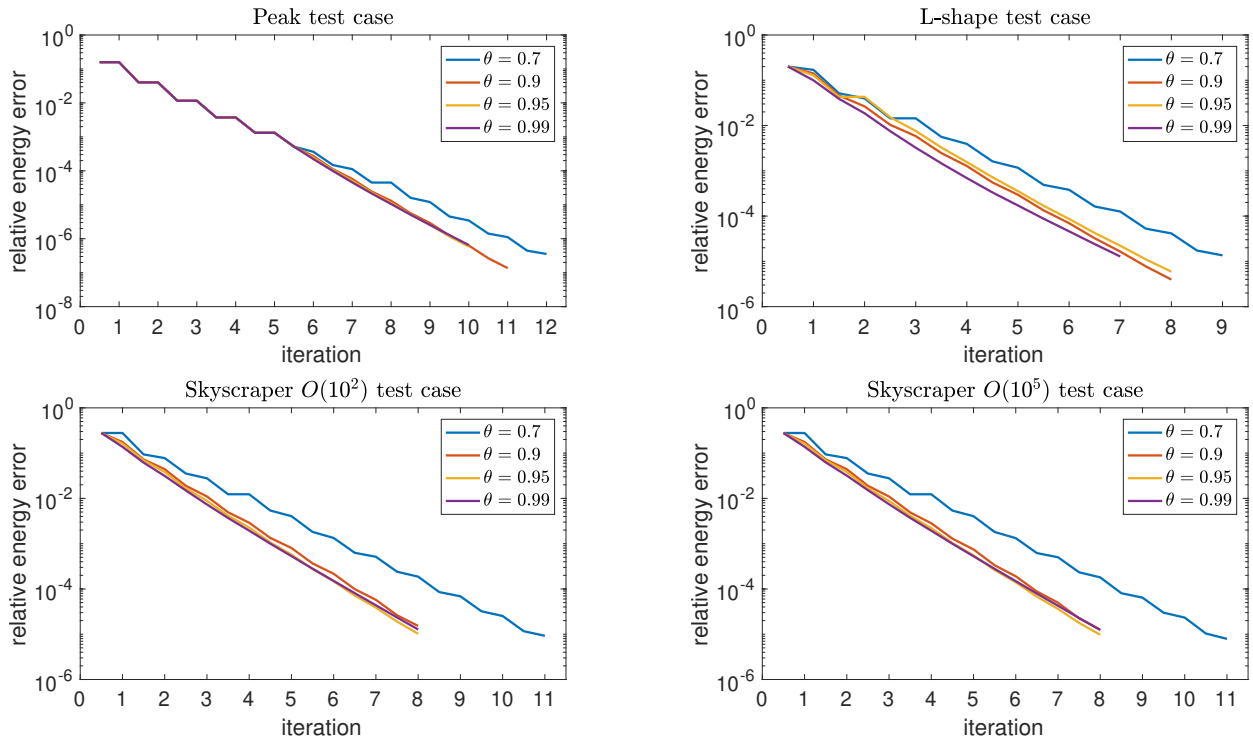 Peak test case
10^0
10^-2
10^-4
10^-6
10^-8
relative energy error
θ = 0.7
θ = 0.9
θ = 0.95
θ = 0.99
0 1 2 3 4 5 6 7 8 9 10 11 12
iteration
L-shape test case
10^0
10^-2
10^-4
10^-6
relative energy error
θ = 0.7
θ = 0.9
θ = 0.95
θ = 0.99
0 1 2 3 4 5 6 7 8 9
iteration
Skyscraper O(10^2) test case
10^0
10^-2
10^-4
10^-6
relative energy error
θ = 0.7
θ = 0.9
θ = 0.95
θ = 0.99
0 1 2 3 4 5 6 7 8 9 10 11
iteration
Skyscraper O(10^5) test case
10^0
10^-2
10^-4
10^-6
relative energy error
θ = 0.7
θ = 0.9
θ = 0.95
θ = 0.99
0 1 2 3 4 5 6 7 8 9 10 11
iteration